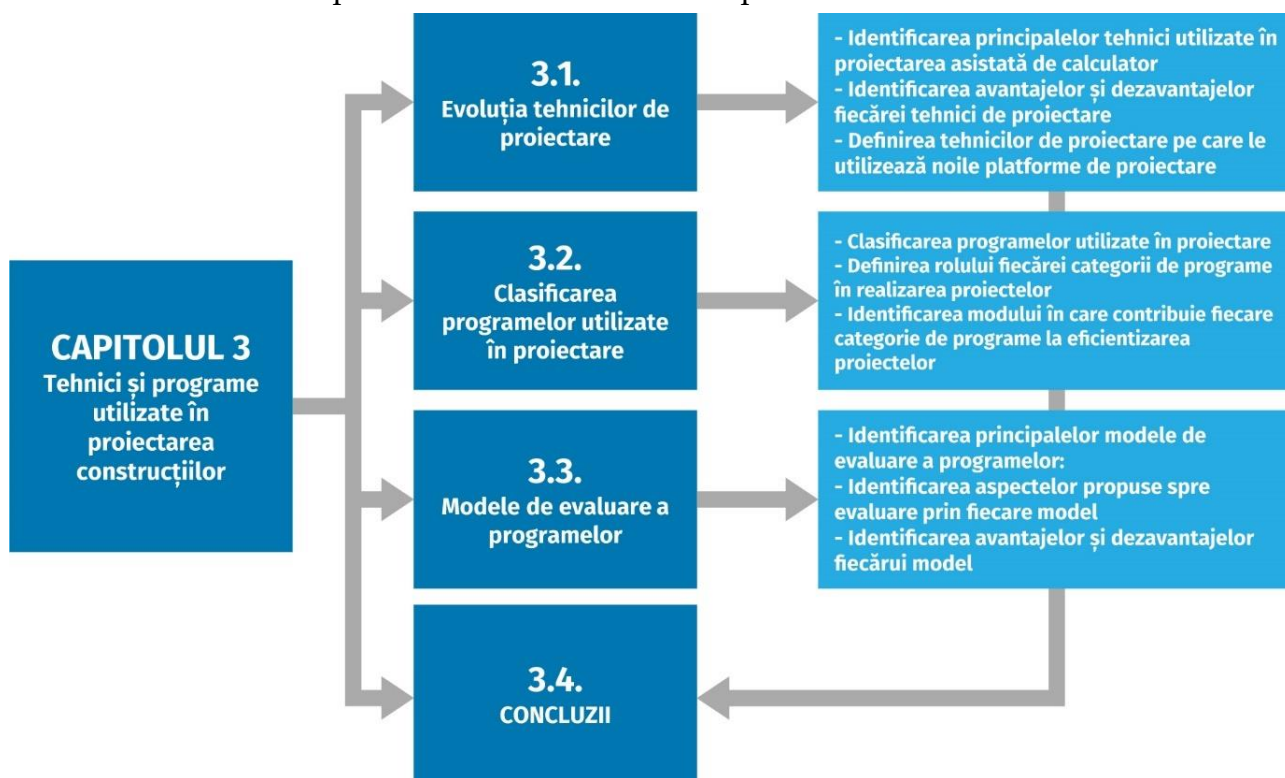 CAPITOLUL 3
Tehnici și programe
utilizate în
proiectarea
construcțiilor
3.1.
Evoluția tehnicilor de
proiectare
- Identificarea principalelor tehnici utilizate în
proiectarea asistată de calculator
- Identificarea avantajelor și dezavantajelor
fiecărei tehnici de proiectare
- Definirea tehnicilor de proiectare pe care le
utilizează noile platforme de proiectare
3.2.
Clasificarea
programelor utilizate
în proiectare
- Clasificarea programelor utilizate în proiectare
- Definirea rolului fiecărei categorii de programe
în realizarea proiectelor
- Identificarea modului în care contribuie fiecare
categorie de programe la eficientizarea
proiectelor
3.3.
Modele de evaluare a
programelor
- Identificarea principalelor modele de
evaluare a programelor:
- Identificarea aspectelor propuse spre
evaluare prin fiecare model
- Identificarea avantajelor și dezavantajelor
fiecărui model
3.4.
CONCLUZII